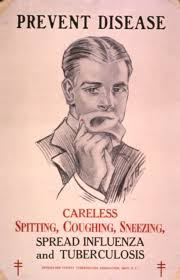 PREVENT DISEASE
CARELESS
SPITTING, COUGHING, SNEEZING,
SPREAD INFLUENZA
and TUBERCULOSIS